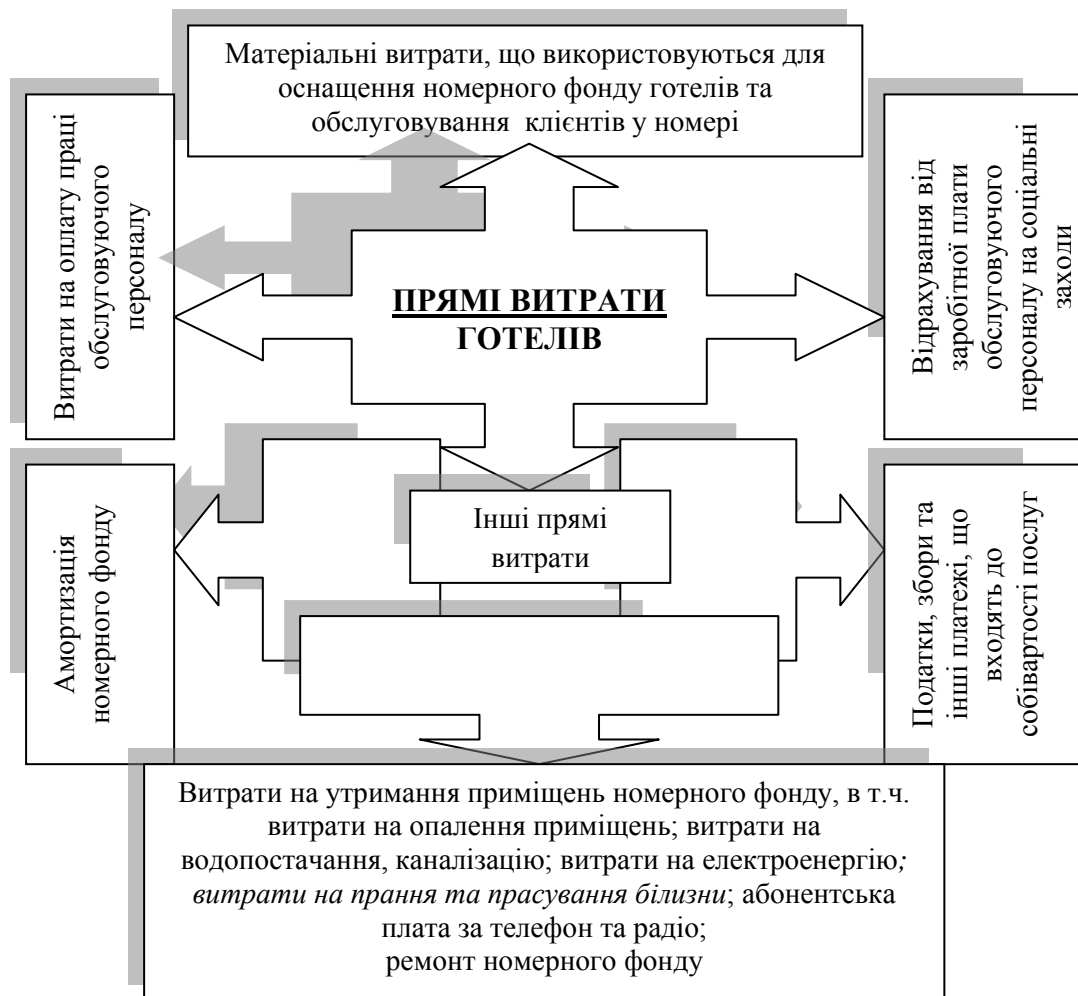 Матеріальні витрати, що використовуються для
оснащення номерного фонду готелів та
обслуговування клієнтів у номері
Витрати на оплату праці
обслуговуючого
персоналу
ПРЯМІ ВИТРАТИ
ГОТЕЛІВ
Відрахування від
заробітної плати
обслуговуючого
персоналу на соціальні
заходи
Амортизація
номерного фонду
Інші прямі
витрати
Податки, збори та
інші платежі, що
входять до
собівартості послуг
Витрати на утримання приміщень номерного фонду, в т.ч.
витрати на опалення приміщень; витрати на
водопостачання, каналізацію; витрати на електроенергію;
витрати на прання та прасування білизни; абонентська
плата за телефон та радіо;
ремонт номерного фонду